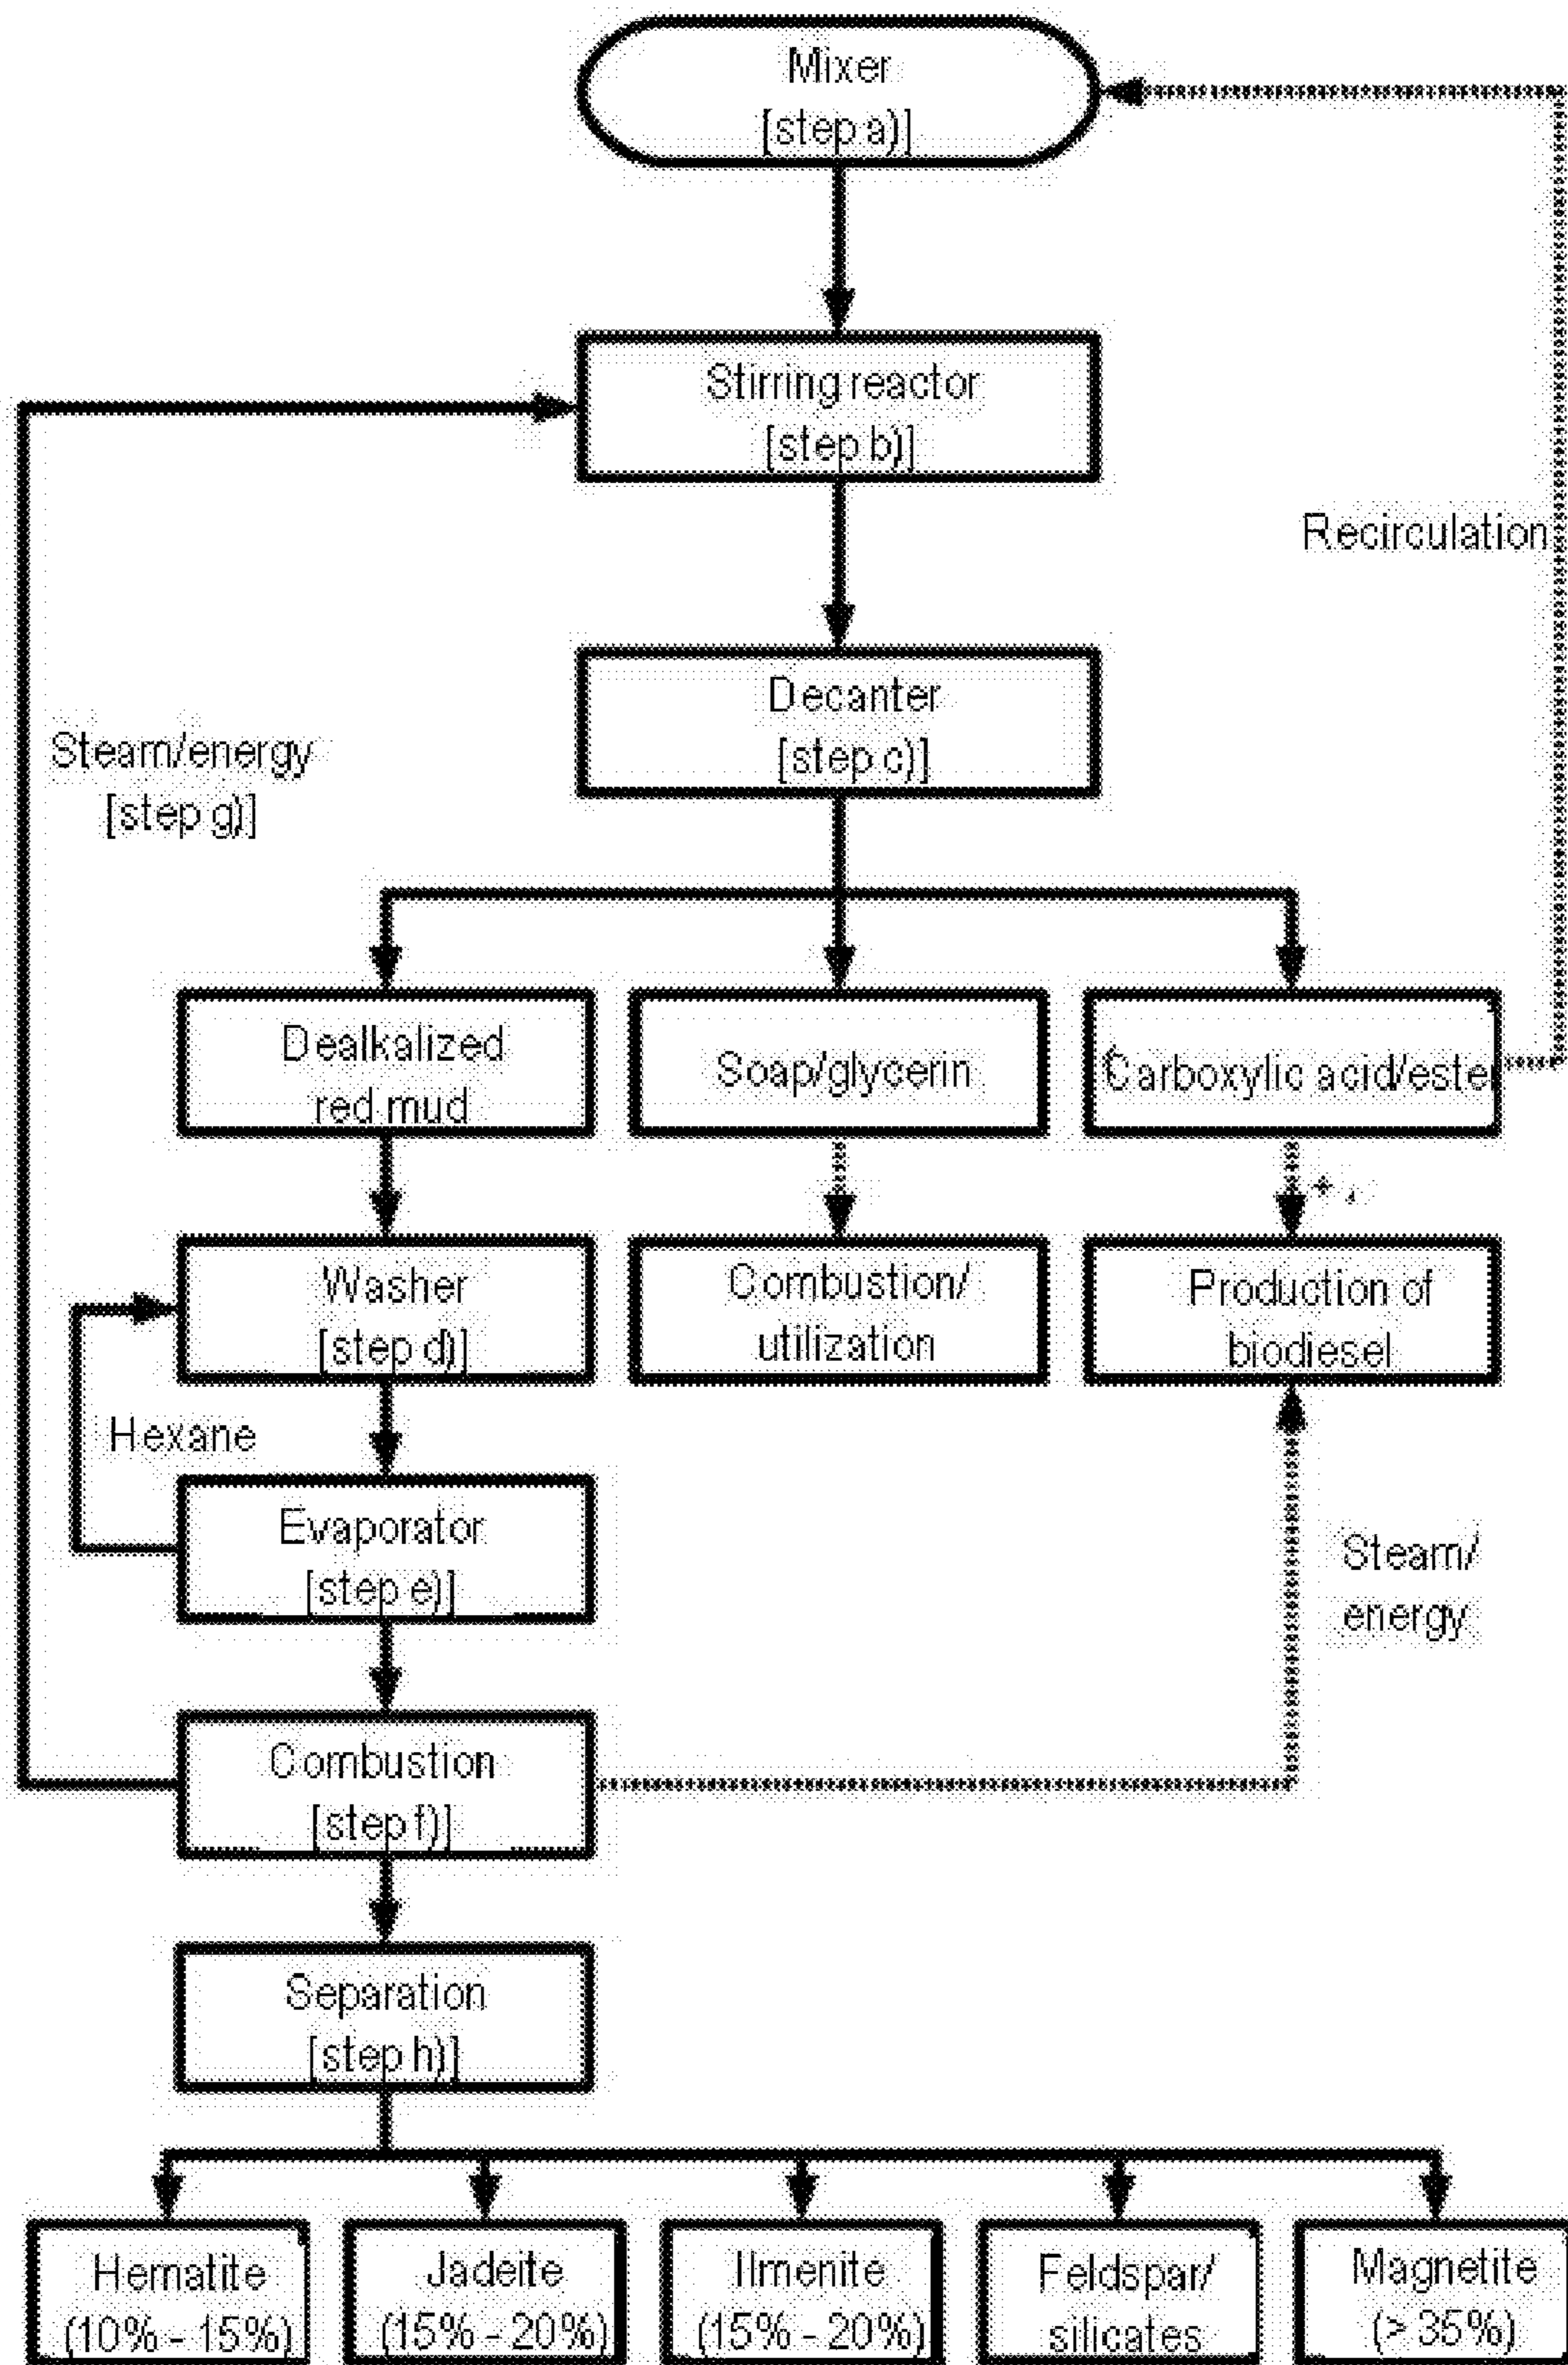 Mixer
[step a)]
Stirring reactor
[step b)]
Recirculation
Decanter
[step c)]
Steam/energy
[step g)]
Dealkalized
red mud
Soap/glycerin
Carboxylic acid/ester
Washer
[step d)]
Combustion/
utilization
Production of
biodiesel
Hexane
Evaporator
[step e)]
Steam/
energy
Combustion
[step f)]
Separation
[step h)]
Hematite
(10% - 15%)
Jadeite
(15% - 20%)
Ilmenite
(15% - 20%)
Feldspar/
silicates
Magnetite
(> 35%)